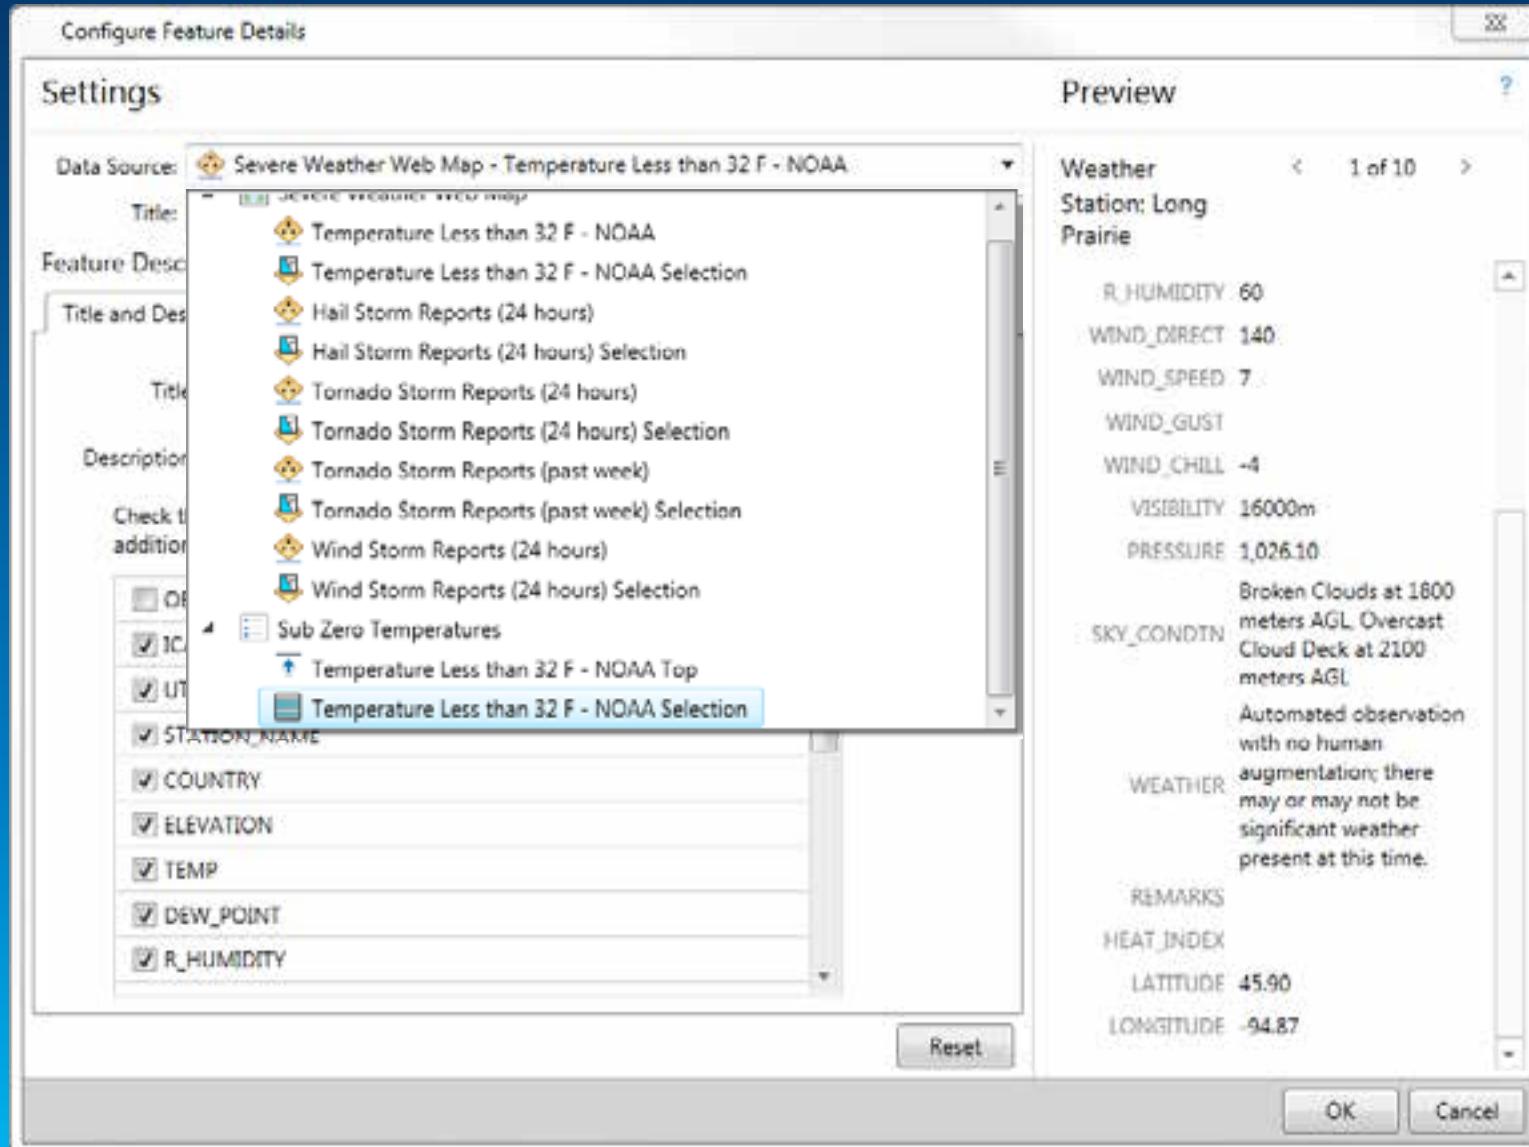 Configure Feature Details
Settings
Data Source: Severe Weather Web Map - Temperature Less than 32 F - NOAA
Title:
Severe Weather Web Map
Temperature Less than 32 F - NOAA
Temperature Less than 32 F - NOAA Selection
Hail Storm Reports (24 hours)
Hail Storm Reports (24 hours) Selection
Tornado Storm Reports (24 hours)
Tornado Storm Reports (24 hours) Selection
Tornado Storm Reports (past week)
Tornado Storm Reports (past week) Selection
Wind Storm Reports (24 hours)
Wind Storm Reports (24 hours) Selection
Sub Zero Temperatures
Temperature Less than 32 F - NOAA Top
Temperature Less than 32 F - NOAA Selection
Feature Desc
Title and Des
Title
Description
Check t
addition
OB
ICA
UT
STATION_NAME
COUNTRY
ELEVATION
TEMP
DEW_POINT
R_HUMIDITY
Reset
Preview
?
Weather
Station: Long
Prairie
< 1 of 10 >
R_HUMIDITY 60
WIND_DIRECT 140
WIND_SPEED 7
WIND_GUST
WIND_CHILL -4
VISIBILITY 16000m
PRESSURE 1,026.10
SKY_CONDTN Broken Clouds at 1800
meters AGL, Overcast
Cloud Deck at 2100
meters AGL
WEATHER Automated observation
with no human
augmentation; there
may or may not be
significant weather
present at this time.
REMARKS
HEAT_INDEX
LATITUDE 45.90
LONGITUDE -94.87
OK
Cancel